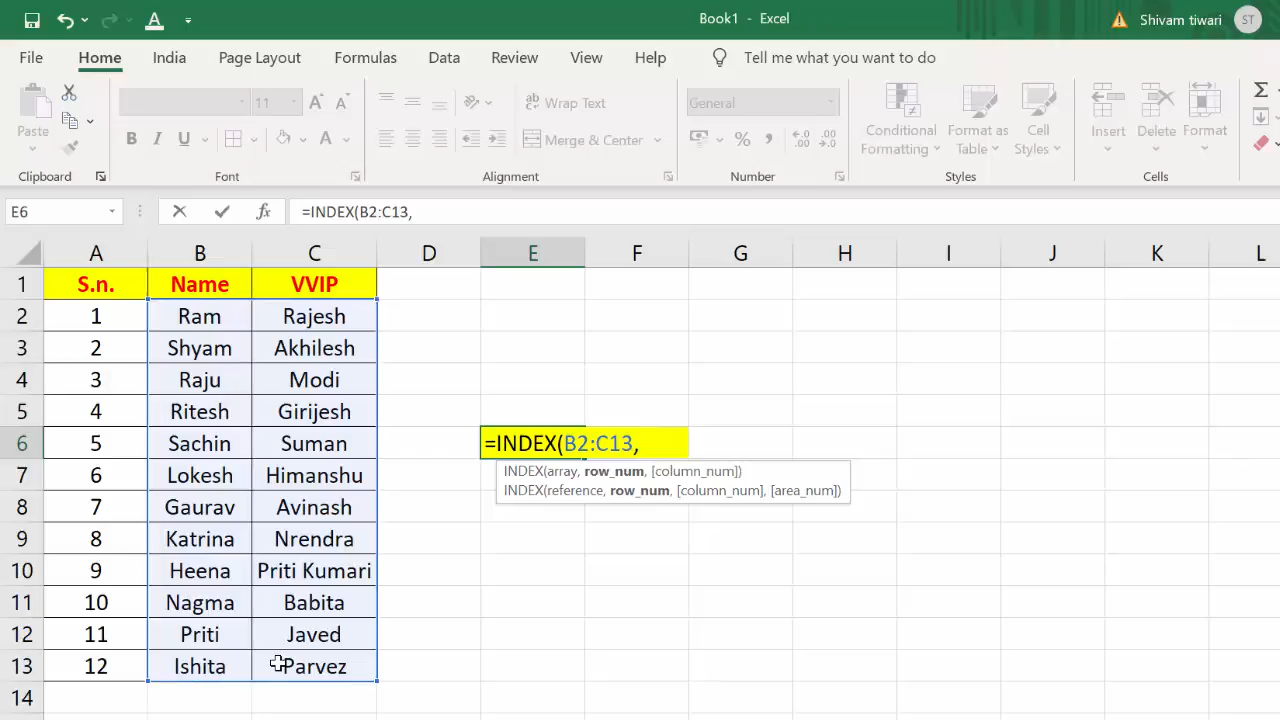 Book1 - Excel
Shivam tiwari ST
File Home India Page Layout Formulas Data Review View Help Tell me what you want to do
Paste
Clipboard
11 A A
B I U A
Font
ab Wrap Text
Merge & Center
Alignment
General
%
Number
Conditional Formatting
Format as Table
Cell Styles
Styles
Insert Delete Format
Cells
E6 fx =INDEX(B2:C13,
A B C D E F G H I J K L
1 S.n. Name VVIP
2 1 Ram Rajesh
3 2 Shyam Akhilesh
4 3 Raju Modi
5 4 Ritesh Girijesh
6 5 Sachin Suman =INDEX(B2:C13,
7 6 Lokesh Himanshu INDEX(array, row_num, [column_num])
INDEX(reference, row_num, [column_num], [area_num])
8 7 Gaurav Avinash
9 8 Katrina Nrendra
10 9 Heena Priti Kumari
11 10 Nagma Babita
12 11 Priti Javed
13 12 Ishita Parvez
14